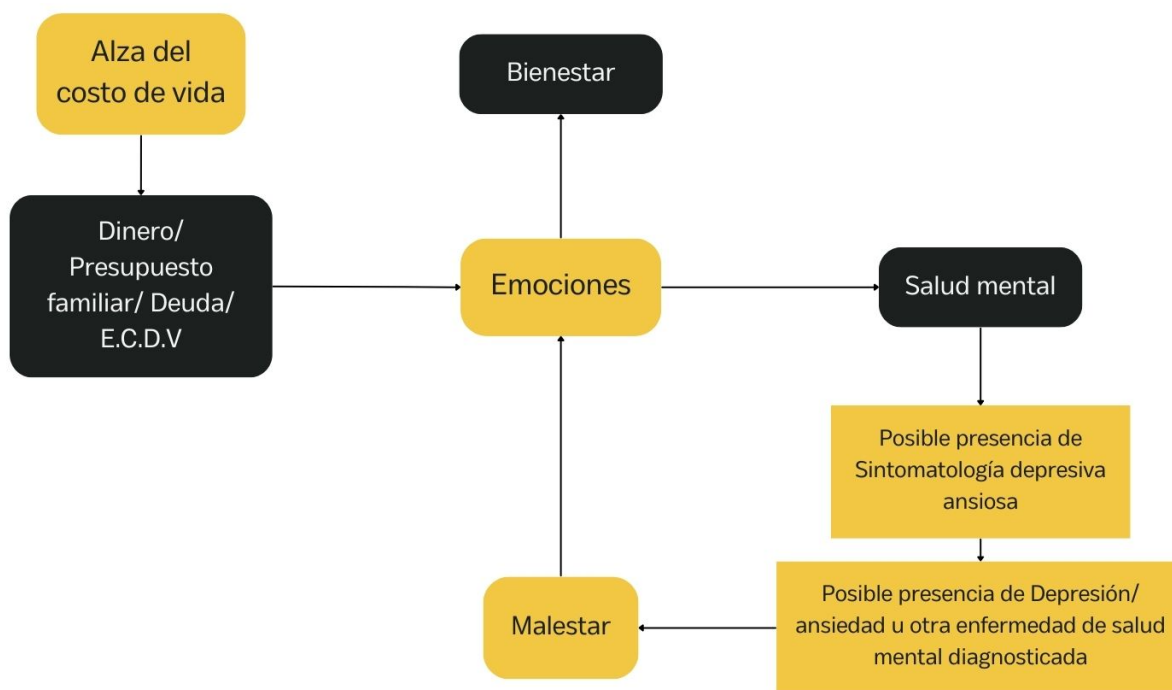 Alza del
costo de vida
Bienestar
Dinero/
Presupuesto
familiar/ Deuda/
E.C.D.V
Emociones
Salud mental
Posible presencia de
Sintomatología depresiva
ansiosa
Posible presencia de Depresión/
ansiedad u otra enfermedad de salud
mental diagnosticada
Malestar